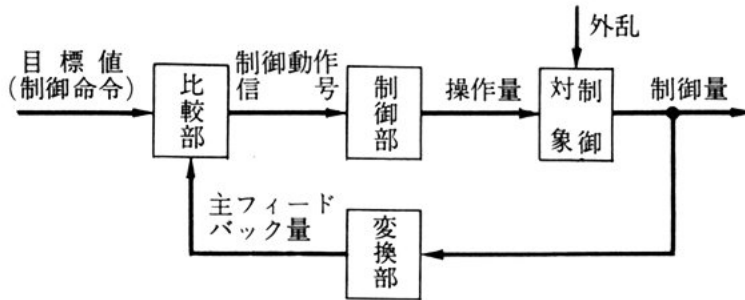 外乱
目標値
(制御命令)
比較部
制御動作
信号
制御部
操作量
制御
対象
制御量
主フィード
バック量
変換部